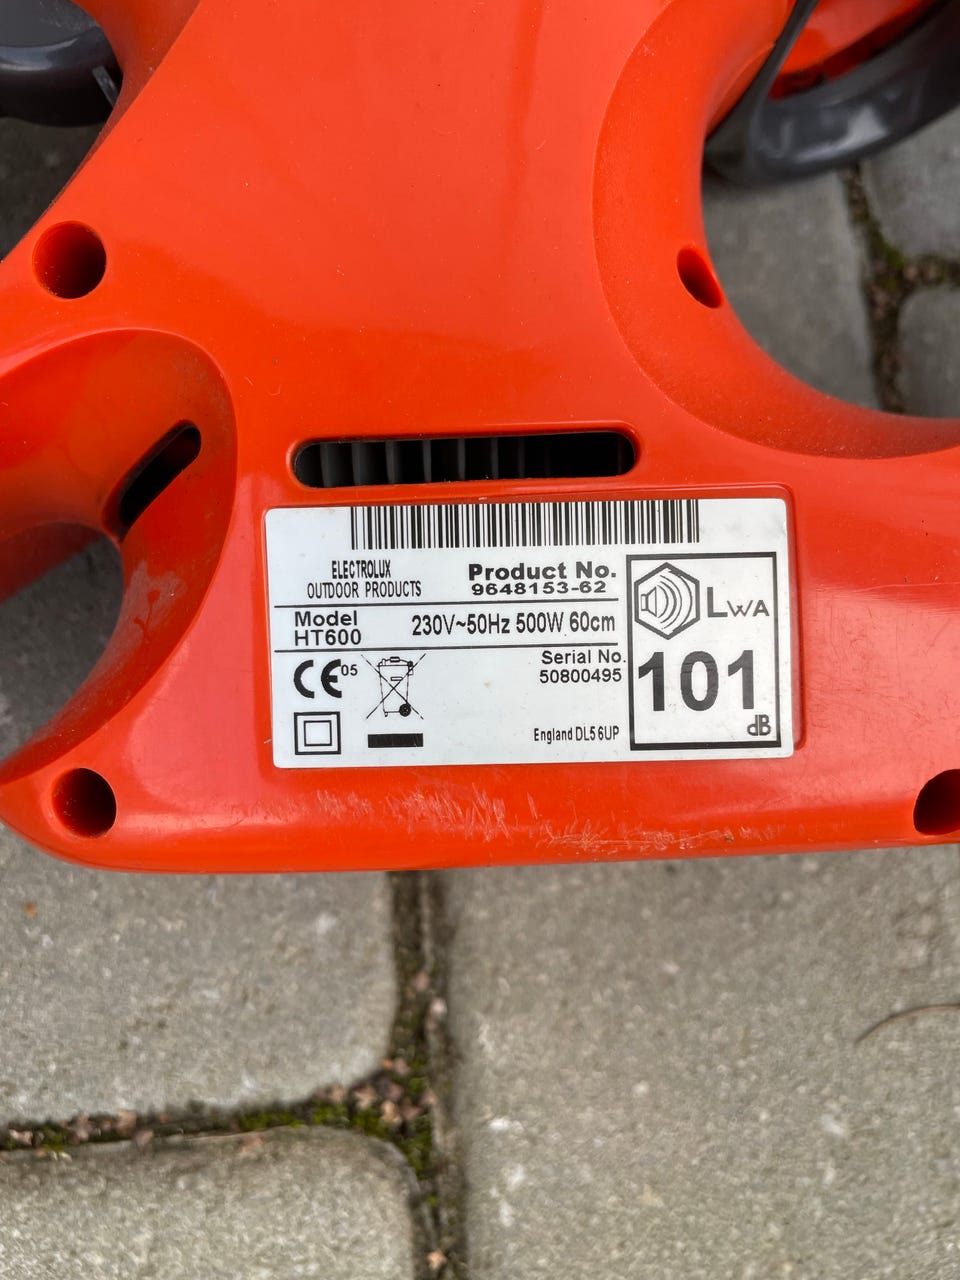 ELECTROLUX
OUTDOOR PRODUCTS
Product No.
9648153-62
Model
HT600
230V~50Hz 500W 60cm
CE 05
Serial No.
50800495
England DL5 6UP
LWA
101
dB